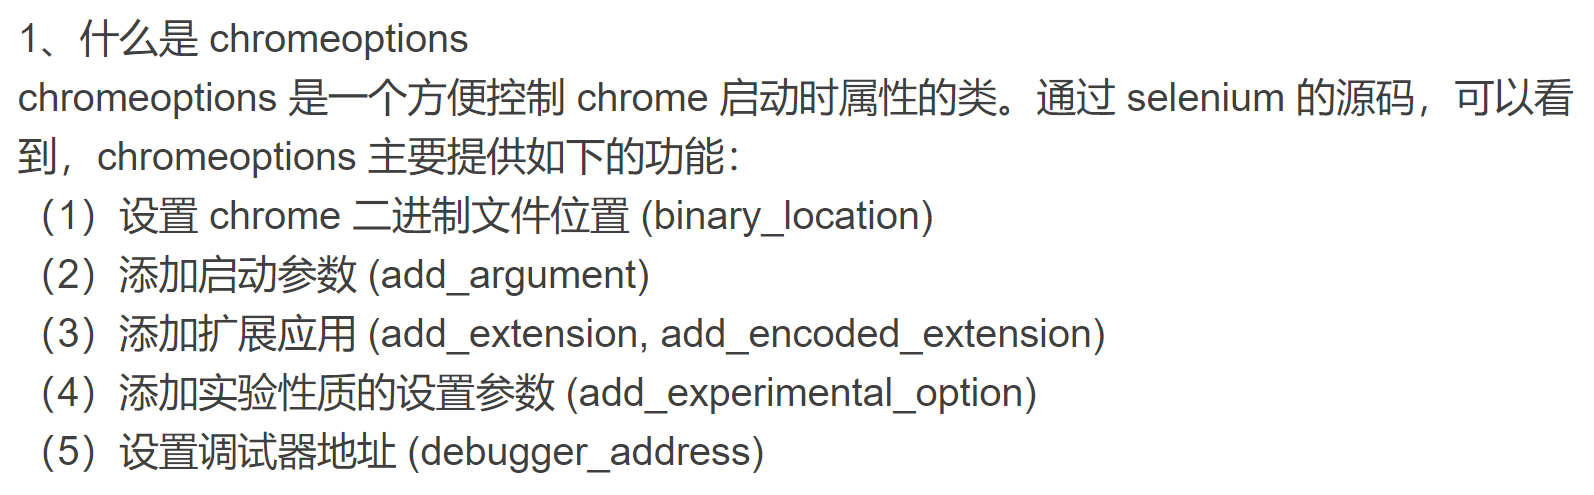 1、什么是 chromeoptions
chromeoptions 是一个方便控制 chrome 启动时属性的类。通过 selenium 的源码，可以看
到，chromeoptions 主要提供如下的功能：
（1）设置 chrome 二进制文件位置 (binary_location)
（2）添加启动参数 (add_argument)
（3）添加扩展应用 (add_extension, add_encoded_extension)
（4）添加实验性质的设置参数 (add_experimental_option)
（5）设置调试器地址 (debugger_address)